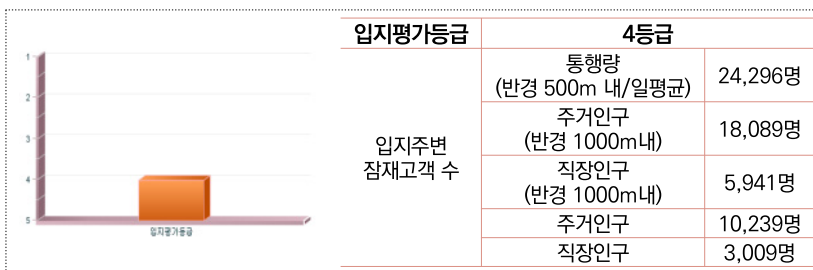 1
2
3
4
5
입지평가등급
입지평가등급 4등급
입지주변
잠재고객 수
통행량
(반경 500m 내/일평균)
24,296명
주거인구
(반경 1000m내)
18,089명
직장인구
(반경 1000m내)
5,941명
주거인구 10,239명
직장인구 3,009명